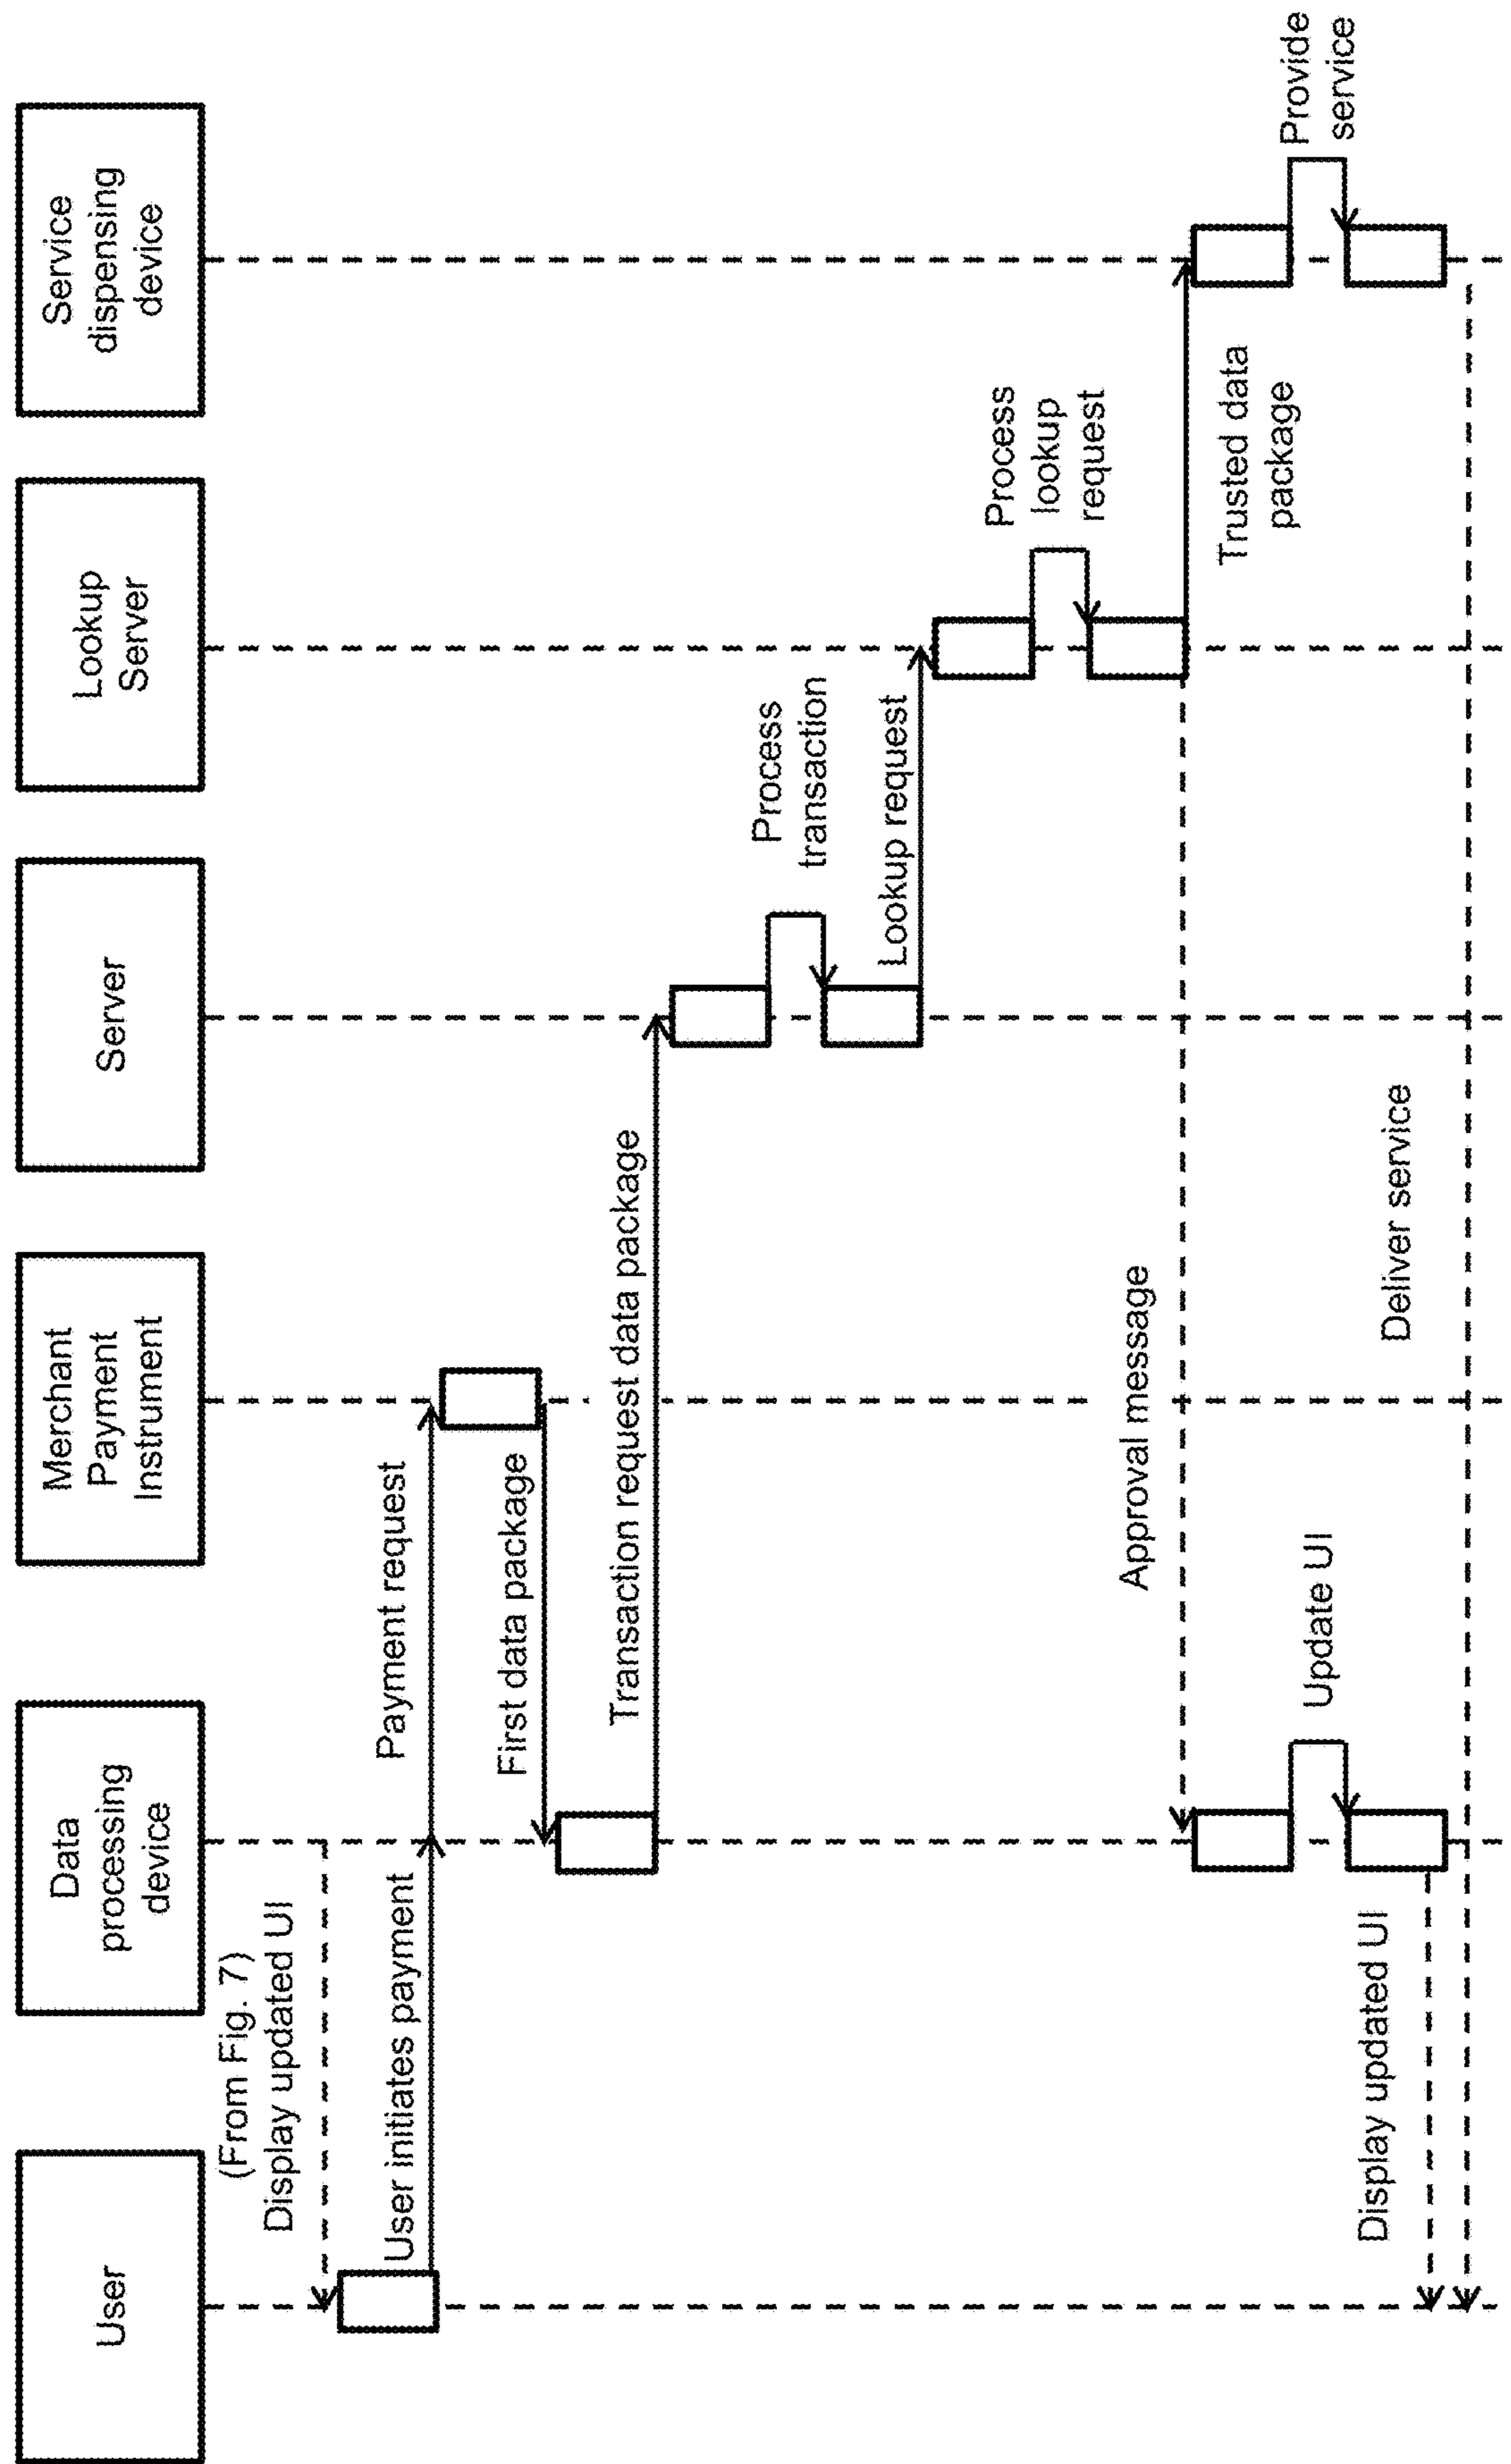 User
Data
processing
device
Merchant
Payment
Instrument
Server
Lookup
Server
Service
dispensing
device
(From Fig. 7)
Display updated UI
User initiates payment
Payment request
First data package
Transaction request data package
Process
transaction
Lookup request
Process
lookup
request
Approval message
Trusted data
package
Update UI
Provide
service
Display updated UI
Deliver service